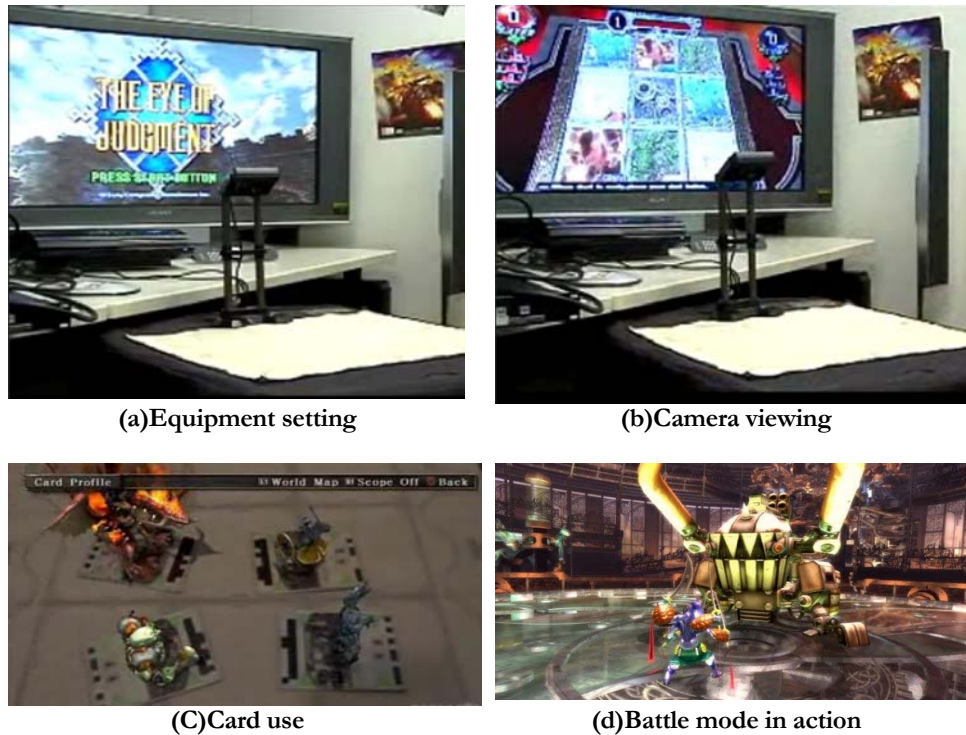 THE EYE OF
JUDGMENT
PRESS START BUTTON
(a)Equipment setting
(b)Camera viewing
Card Profile
World Map
Scope Off
Back
(C)Card use
(d)Battle mode in action